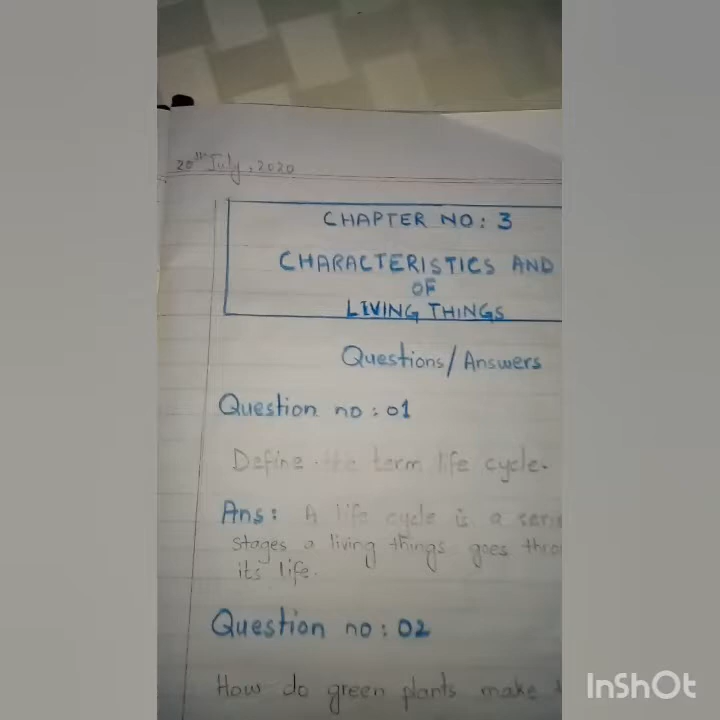 20th July, 2020
CHAPTER NO: 3
CHARACTERISTICS AND
OF
LIVING THINGS
Questions/Answers
Question no: 01
Define the term life cycle.
Ans: A life cycle is a
stages a living things goes
its life.
Question no: 02
How do green plants make
InShOt